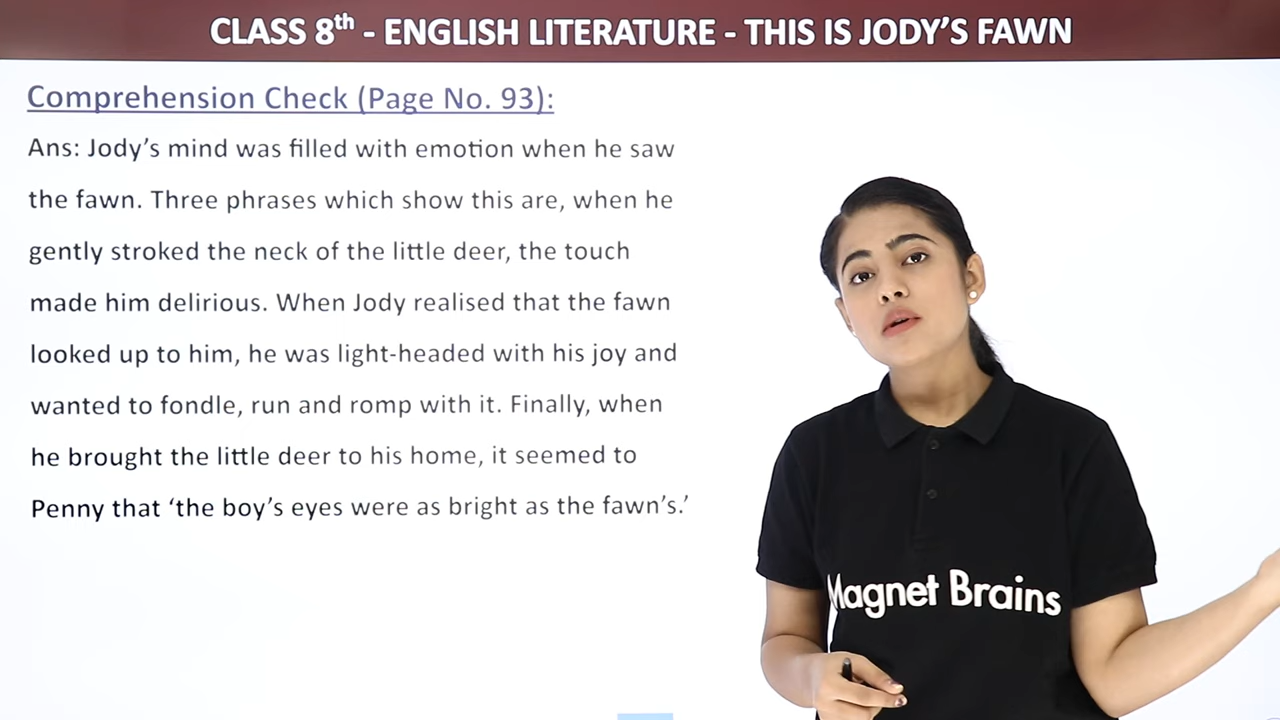 CLASS 8th - ENGLISH LITERATURE - THIS IS JODY'S FAWN
Comprehension Check (Page No. 93):
Ans: Jody's mind was filled with emotion when he saw
the fawn. Three phrases which show this are, when he
gently stroked the neck of the little deer, the touch
made him delirious. When Jody realised that the fawn
looked up to him, he was light-headed with his joy and
wanted to fondle, run and romp with it. Finally, when
he brought the little deer to his home, it seemed to
Penny that ‘the boy's eyes were as bright as the fawn's.’
Magnet Brains